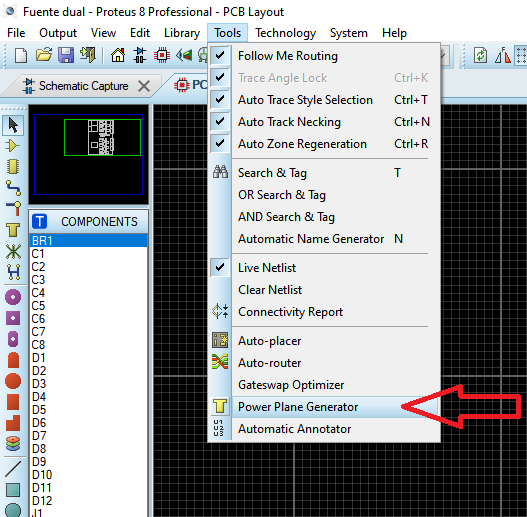 Fuente dual - Proteus 8 Professional - PCB Layout
File Output View Edit Library Tools Technology System Help
Schematic Capture PC
Follow Me Routing
Trace Angle Lock Ctrl+K
Auto Trace Style Selection Ctrl+T
Auto Track Necking Ctrl+N
Auto Zone Regeneration Ctrl+R
Search & Tag T
OR Search & Tag
AND Search & Tag
Automatic Name Generator N
Live Netlist
Clear Netlist
Connectivity Report
Auto-placer
Auto-router
Gateswap Optimizer
Power Plane Generator
Automatic Annotator
T COMPONENTS
BR1
C1
C2
C3
C4
C5
C6
C7
C8
D1
D2
D3
D4
D5
D6
D7
D8
D9
D10
D11
D12
J1